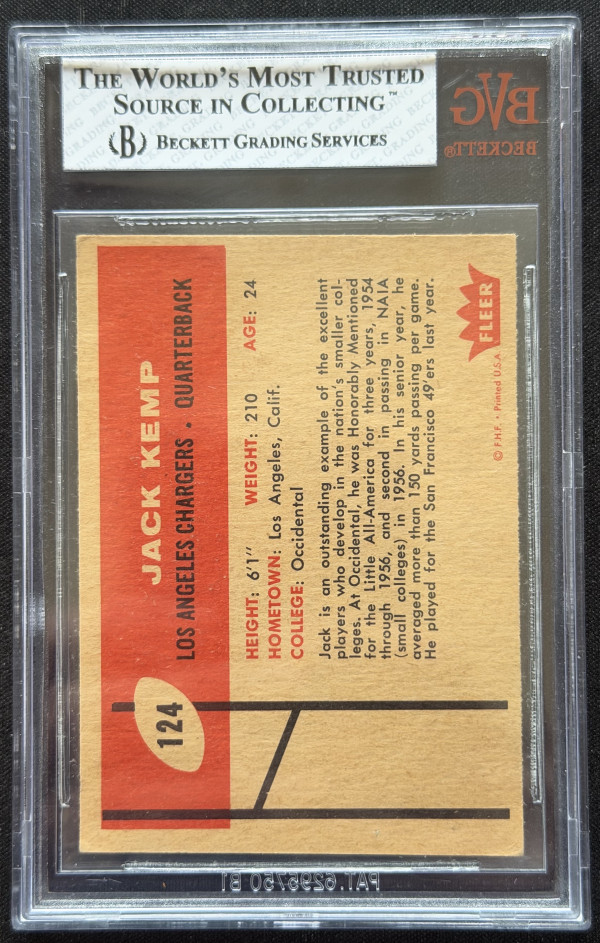 THE WORLD'S MOST TRUSTED
SOURCE IN COLLECTING™
B BECKETT GRADING SERVICES
BVG
BECKETT®
124
JACK KEMP
LOS ANGELES CHARGERS • QUARTERBACK
HEIGHT: 6'1" WEIGHT: 210 AGE: 24
HOMETOWN: Los Angeles, Calif.
COLLEGE: Occidental
Jack is an outstanding example of the excellent
players who develop in the nation's smaller col-
leges. At Occidental, he was Honorably Mentioned
for the Little All-America for three years, 1954
through 1956, and second in passing in NAIA
(small colleges) in 1956. In his senior year, he
averaged more than 150 yards passing per game.
He played for the San Francisco 49'ers last year.
FLEER
© F.H.F. • Printed U.S.A.
PAT. 6295750 B1